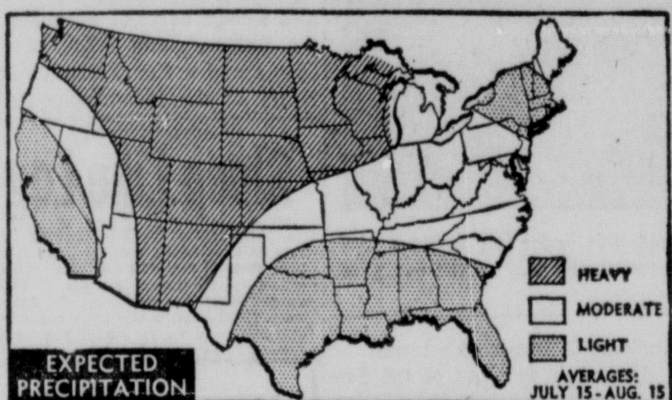 HEAVY
MODERATE
LIGHT
EXPECTED
PRECIPITATION
AVERAGES:
JULY 15 - AUG. 15